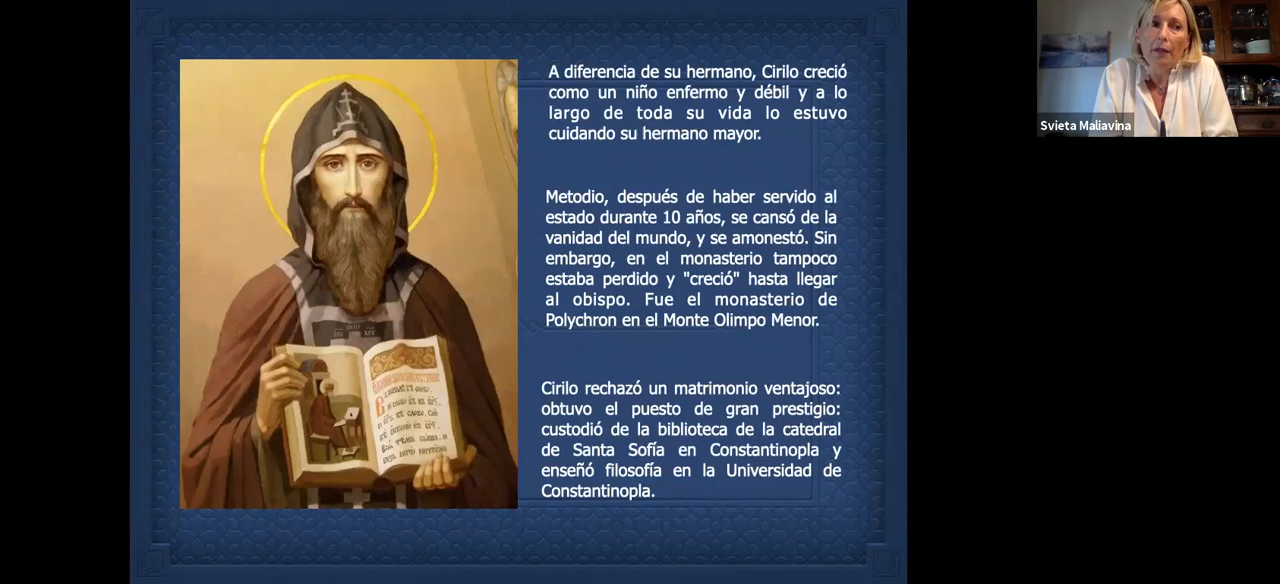 A diferencia de su hermano, Cirilo creció
como un niño enfermo y débil y a lo
largo de toda su vida lo estuvo
cuidando su hermano mayor.
Metodio, después de haber servido al
estado durante 10 años, se cansó de la
vanidad del mundo, y se amonestó. Sin
embargo, en el monasterio tampoco
estaba perdido y "creció" hasta llegar
al obispo. Fue el monasterio de
Polychron en el Monte Olimpo Menor.
Cirilo rechazó un matrimonio ventajoso:
obtuvo el puesto de gran prestigio:
custodió de la biblioteca de la catedral
de Santa Sofía en Constantinopla y
enseñó filosofía en la Universidad de
Constantinopla.
Svieta Maliavina